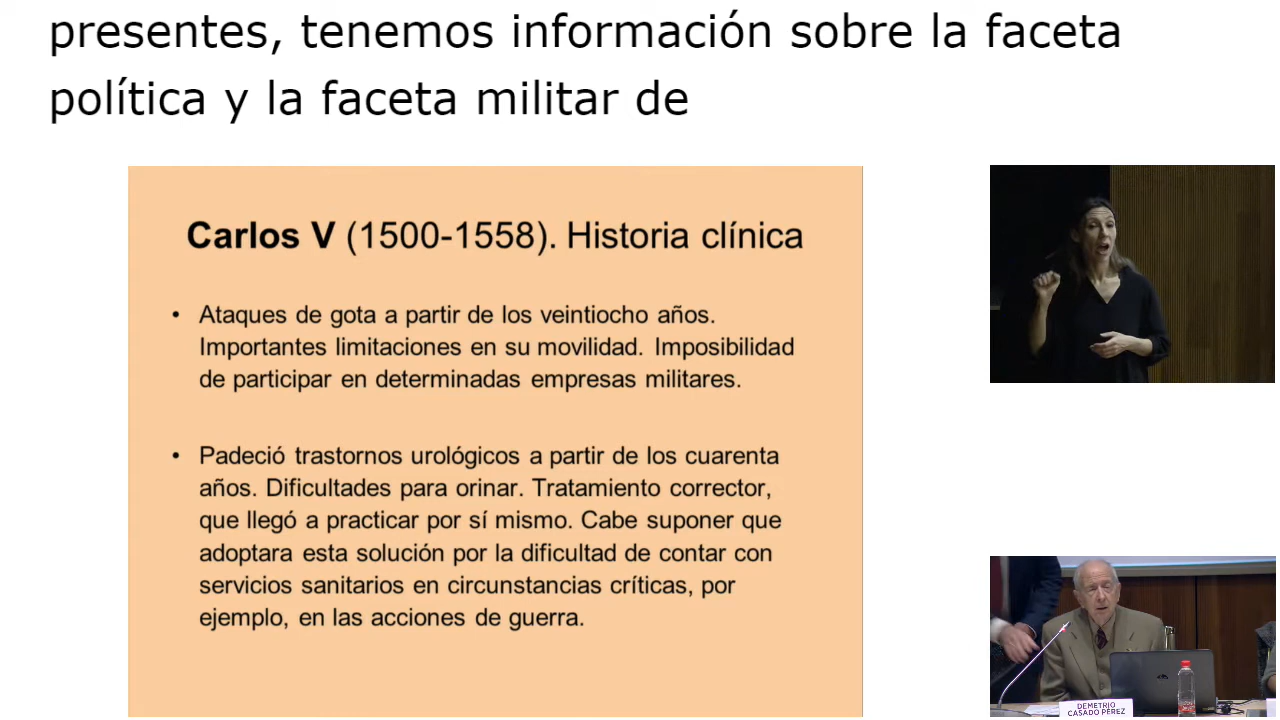 presentes, tenemos información sobre la faceta
política y la faceta militar de
Carlos V (1500-1558). Historia clínica
• Ataques de gota a partir de los veintiocho años.
Importantes limitaciones en su movilidad. Imposibilidad
de participar en determinadas empresas militares.
• Padeció trastornos urológicos a partir de los cuarenta
años. Dificultades para orinar. Tratamiento corrector,
que llegó a practicar por sí mismo. Cabe suponer que
adoptara esta solución por la dificultad de contar con
servicios sanitarios en circunstancias críticas, por
ejemplo, en las acciones de guerra.
DEMETRIO
CASADO PÉREZ